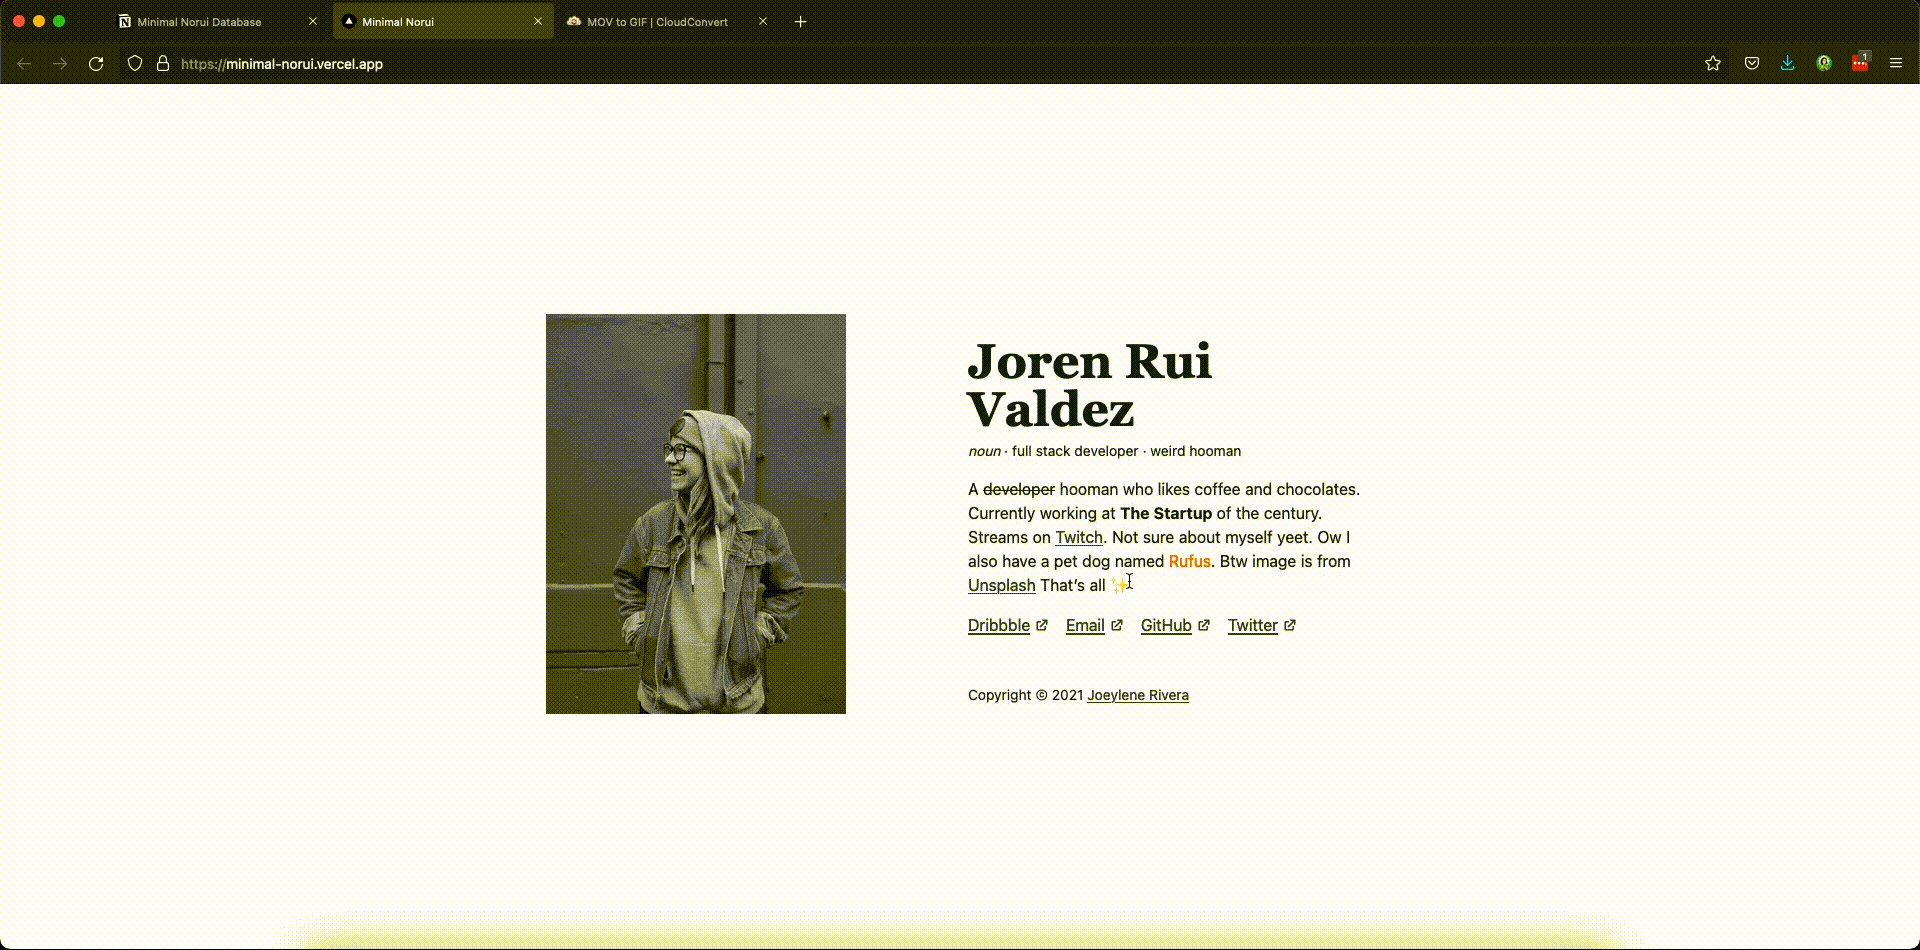 Minimal Norui Database
Minimal Norui
MOV to GIF | CloudConvert
https://minimal-norui.vercel.app
1
Joren Rui
Valdez
noun · full stack developer · weird hooman
A developer hooman who likes coffee and chocolates.
Currently working at The Startup of the century.
Streams on Twitch. Not sure about myself yeet. Ow I
also have a pet dog named Rufus. Btw image is from
Unsplash That’s all ✨
Dribbble Email GitHub Twitter
Copyright © 2021 Joeylene Rivera